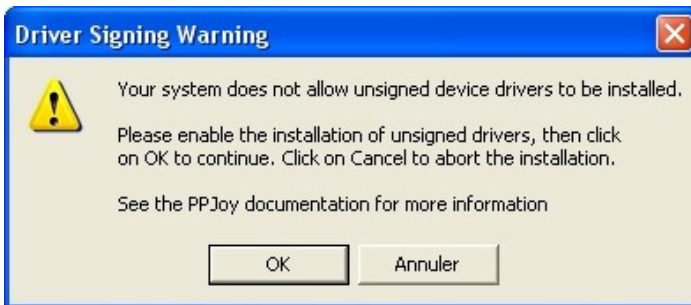 Driver Signing Warning
Your system does not allow unsigned device drivers to be installed.
Please enable the installation of unsigned drivers, then click
on OK to continue. Click on Cancel to abort the installation.
See the PPJoy documentation for more information
OK
Annuler